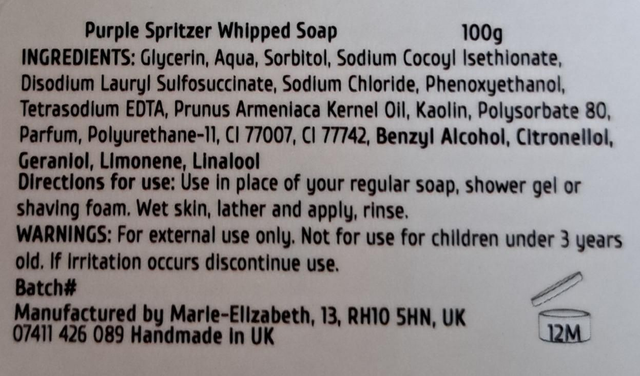 Purple Spritzer Whipped Soap 100g
INGREDIENTS: Glycerin, Aqua, Sorbitol, Sodium Cocoyl Isethionate,
Disodium Lauryl Sulfosuccinate, Sodium Chloride, Phenoxyethanol,
Tetrasodium EDTA, Prunus Armeniaca Kernel Oil, Kaolin, Polysorbate 80,
Parfum, Polyurethane-11, CI 77007, CI 77742, Benzyl Alcohol, Citronellol,
Geraniol, Limonene, Linalool
Directions for use: Use in place of your regular soap, shower gel or
shaving foam. Wet skin, lather and apply, rinse.
WARNINGS: For external use only. Not for use for children under 3 years
old. If irritation occurs discontinue use.
Batch#
Manufactured by Marie-Elizabeth, 13, RH10 5HN, UK
07411 426 089 Handmade in UK
12M